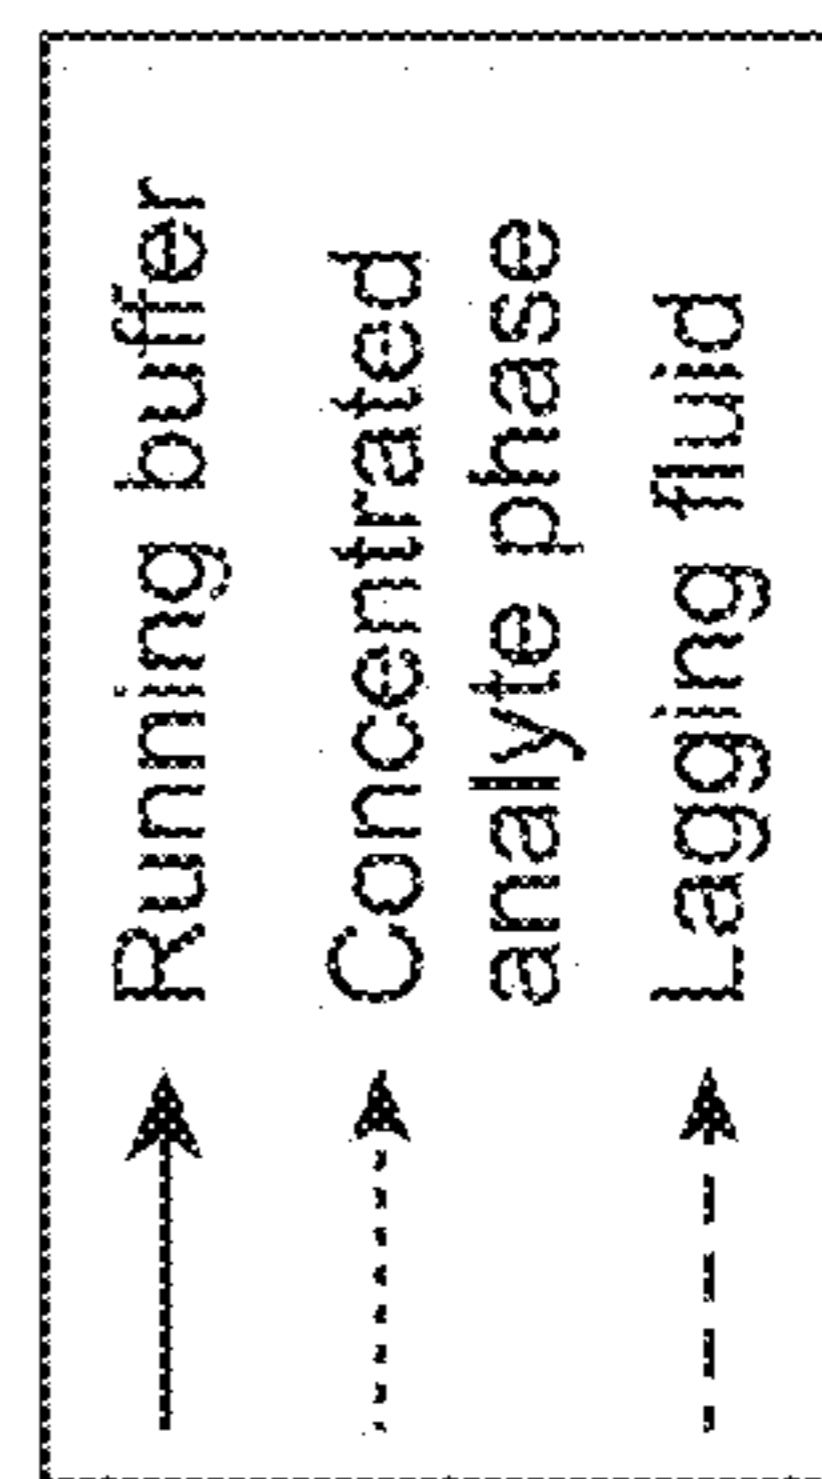 Running buffer
Concentrated
analyte phase
Lagging fluid